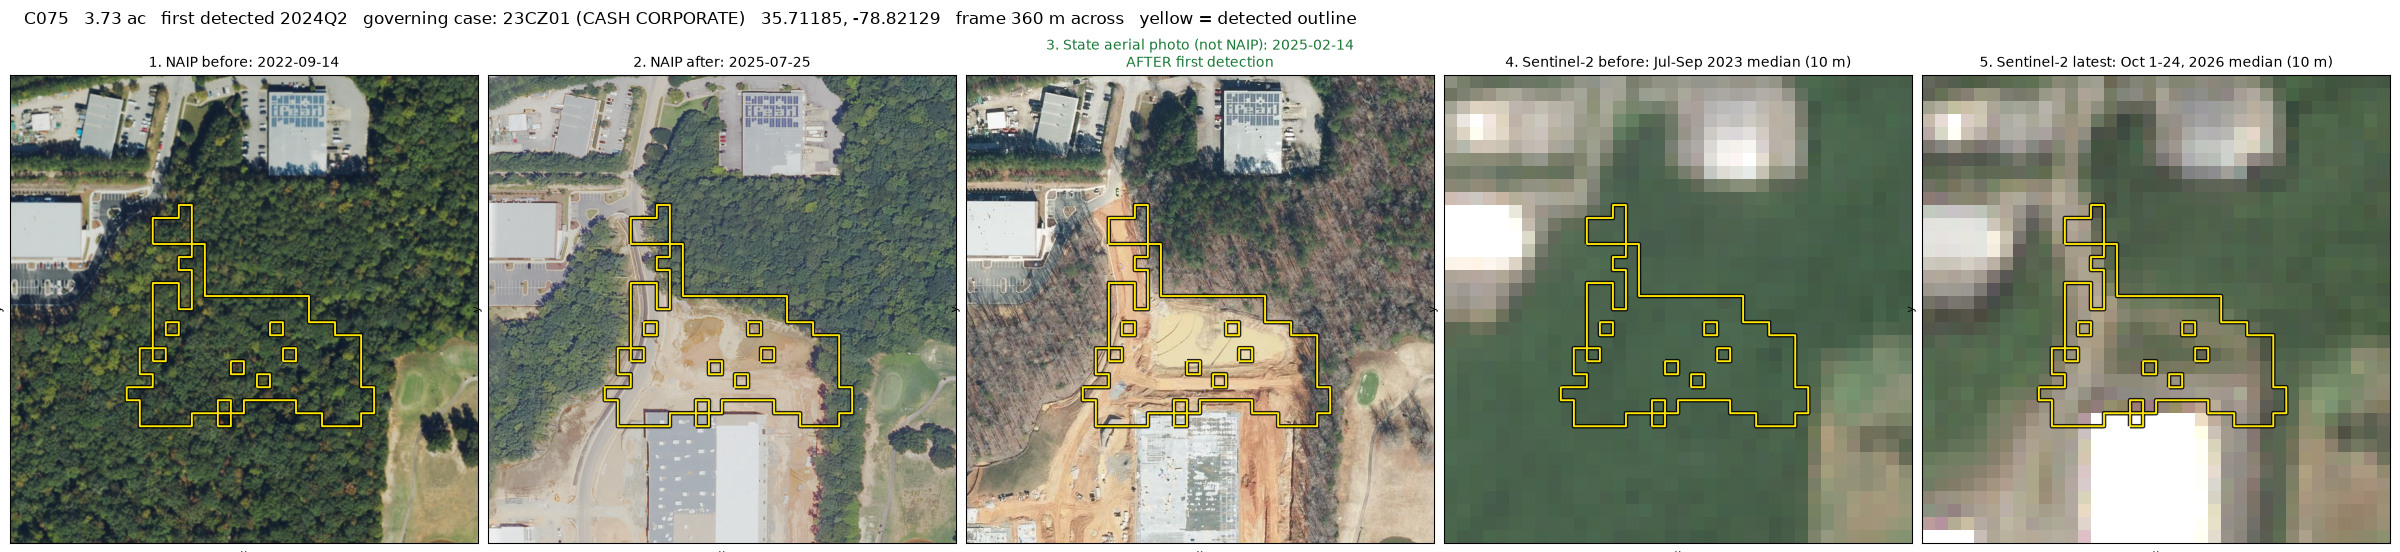 C075 3.73 ac first detected 2024Q2 governing case: 23CZ01 (CASH CORPORATE) 35.71185, -78.82129 frame 360 m across yellow = detected outline
1. NAIP before: 2022-09-14
2. NAIP after: 2025-07-25
3. State aerial photo (not NAIP): 2025-02-14
AFTER first detection
4. Sentinel-2 before: Jul-Sep 2023 median (10 m)
5. Sentinel-2 latest: Oct 1-24, 2026 median (10 m)